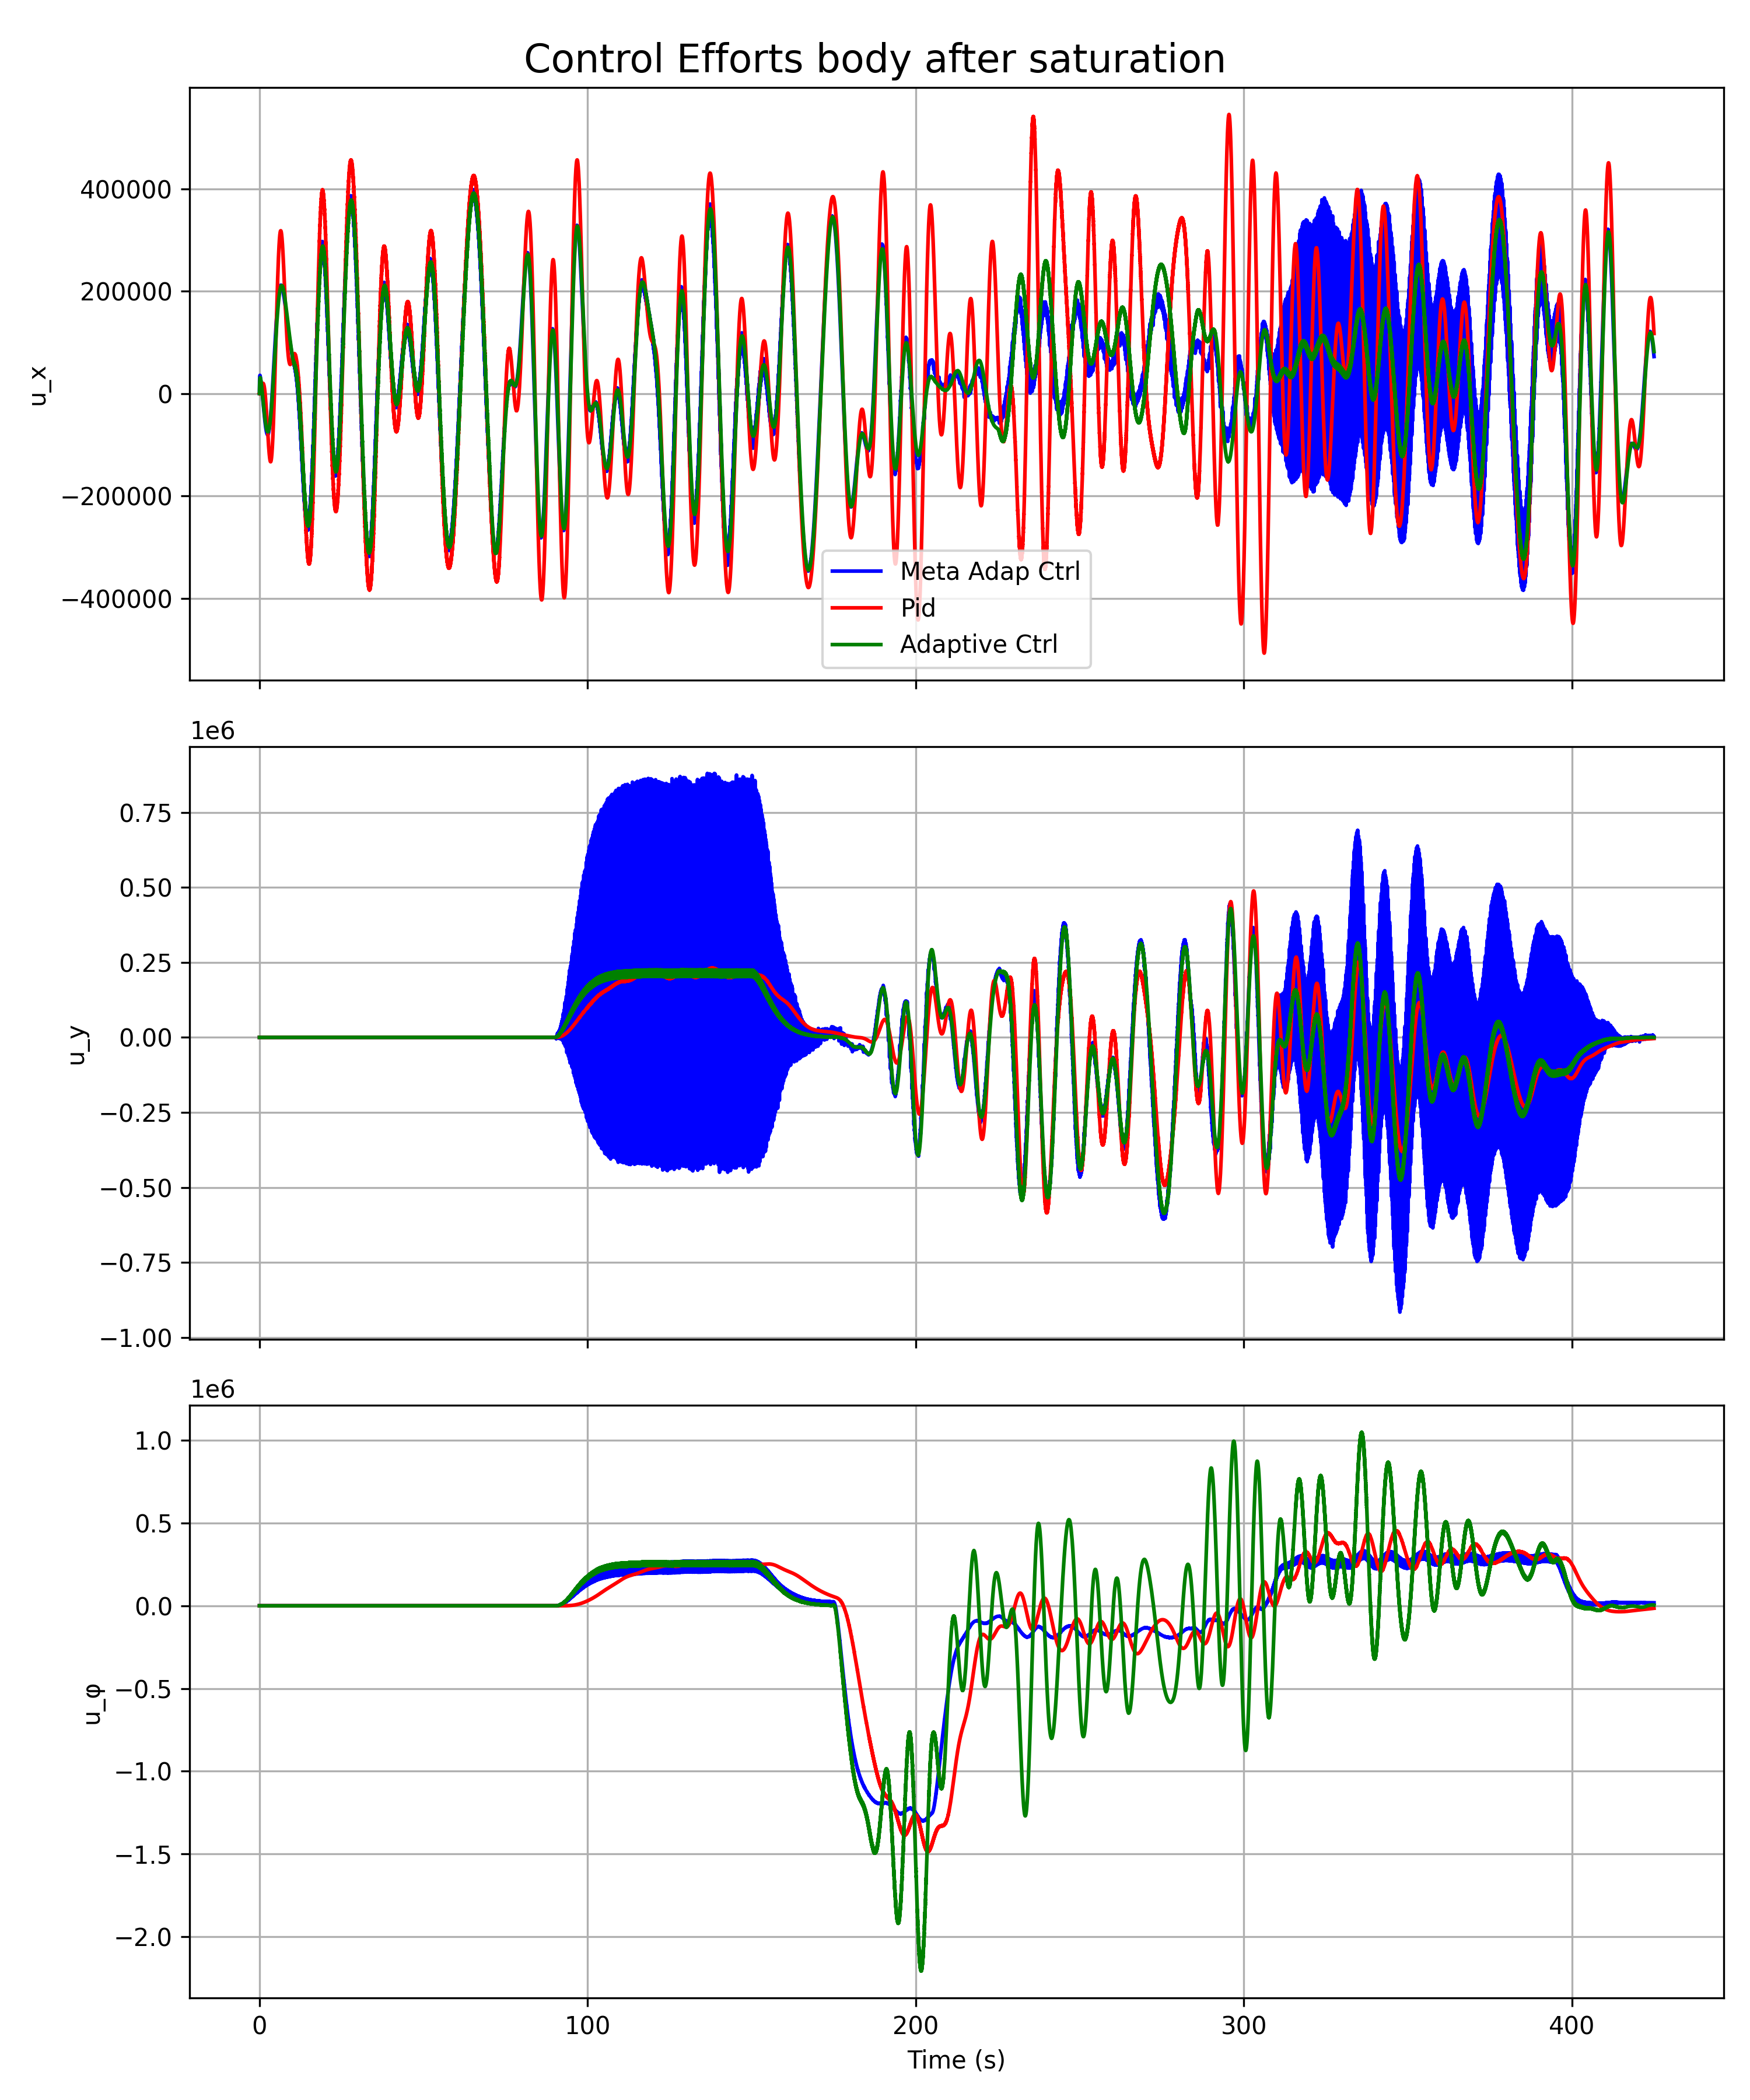 Control Efforts body after saturation
400000
200000
0
−200000
−400000
u_x
Meta Adap Ctrl
Pid
Adaptive Ctrl
1e6
0.75
0.50
0.25
0.00
−0.25
−0.50
−0.75
−1.00
u_y
1e6
1.0
0.5
0.0
−0.5
−1.0
−1.5
−2.0
u_φ
0 100 200 300 400
Time (s)